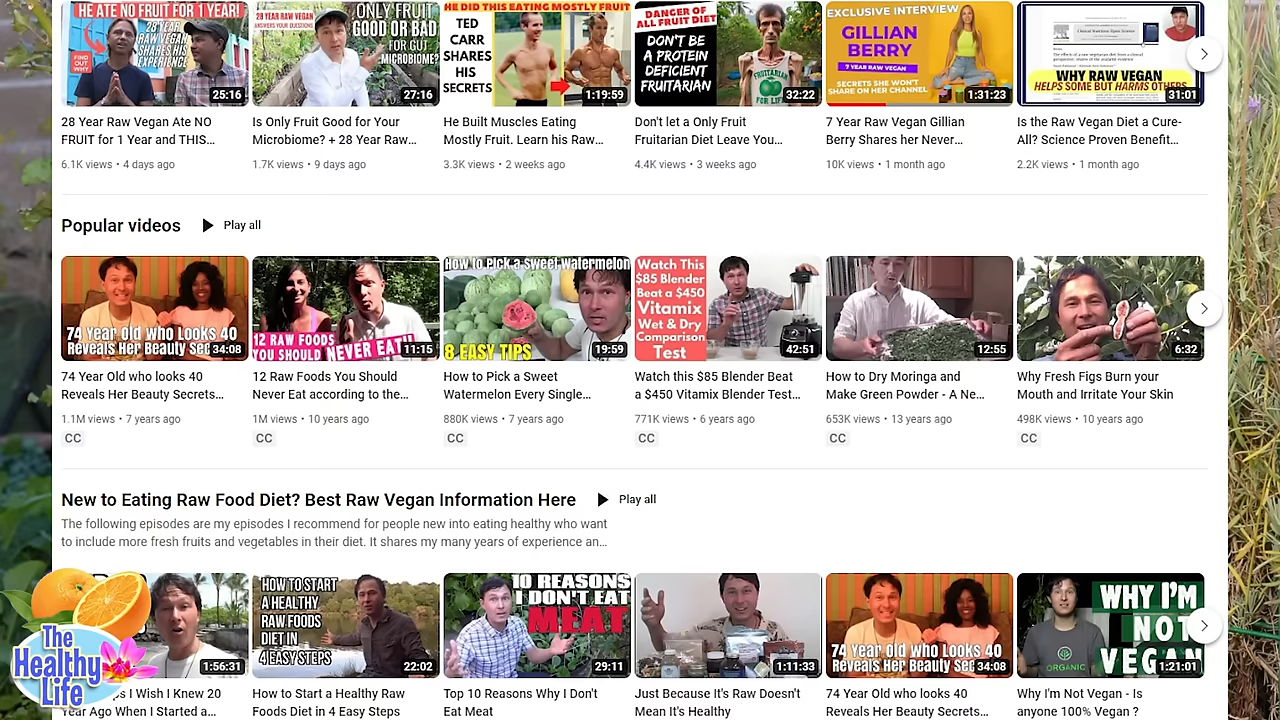 HE ATE NO FRUIT FOR 1 YEAR!
28 YEAR
RAW VEGAN
SHARES HIS
EXPERIENCE
FIND
OUT
WHY
25:16
28 YEAR RAW VEGAN
ANSWERS YOUR QUESTIONS
ONLY FRUIT
GOOD OR BAD
FOR YOUR
MICROBIOME?
27:16
HE DID THIS EATING MOSTLY FRUIT
TED
CARR
SHARES
HIS
SECRETS
1:19:59
DANGER OF
ALL FRUIT DIET
DON'T BE
A PROTEIN
DEFICIENT
FRUITARIAN
FRUITARIAN
FOR LIFE
32:22
EXCLUSIVE INTERVIEW
GILLIAN
BERRY
7 YEAR RAW VEGAN
SECRETS SHE WON'T
SHARE ON HER CHANNEL
1:31:23
WHY RAW VEGAN
HELPS SOME BUT HARMS OTHERS
31:01
28 Year Raw Vegan Ate NO
FRUIT for 1 Year and THIS...
6.1K views • 4 days ago
Is Only Fruit Good for Your
Microbiome? + 28 Year Raw...
1.7K views • 9 days ago
He Built Muscles Eating
Mostly Fruit. Learn his Raw...
3.3K views • 2 weeks ago
Don't let a Only Fruit
Fruitarian Diet Leave You...
4.4K views • 3 weeks ago
7 Year Raw Vegan Gillian
Berry Shares her Never...
10K views • 1 month ago
Is the Raw Vegan Diet a Cure-
All? Science Proven Benefit...
2.2K views • 1 month ago
Popular videos
Play all
74 Year Old who Looks 40
Reveals Her Beauty Sec
34:08
12 RAW FOODS
YOU SHOULD NEVER EAT!
11:15
How to Pick a Sweet Watermelon
8 EASY TIPS
19:59
Watch This
$85 Blender
Beat a $450
Vitamix
Wet & Dry
Comparison
Test
42:51
12:55
6:32
74 Year Old who looks 40
Reveals Her Beauty Secrets...
1.1M views • 7 years ago
CC
12 Raw Foods You Should
Never Eat according to the...
1M views • 10 years ago
CC
How to Pick a Sweet
Watermelon Every Single...
880K views • 7 years ago
CC
Watch this $85 Blender Beat
a $450 Vitamix Blender Test...
771K views • 6 years ago
CC
How to Dry Moringa and
Make Green Powder - A Ne...
653K views • 13 years ago
CC
Why Fresh Figs Burn your
Mouth and Irritate Your Skin
498K views • 10 years ago
CC
New to Eating Raw Food Diet? Best Raw Vegan Information Here
Play all
The following episodes are my episodes I recommend for people new into eating healthy who want
to include more fresh fruits and vegetables in their diet. It shares my many years of experience an...
1:56:31
HOW TO START
A HEALTHY
RAW FOODS
DIET IN
4 EASY STEPS
22:02
10 REASONS
I DON'T EAT
MEAT
29:11
1:11:33
74 Year Old who Looks 40
Reveals Her Beauty Sec
34:08
WHY I'M
NOT
VEGAN
ORGANIC
1:21:01
The
Healthy
Life
ps I Wish I Knew 20
Year Ago When I Started a...
How to Start a Healthy Raw
Foods Diet in 4 Easy Steps
Top 10 Reasons Why I Don't
Eat Meat
Just Because It's Raw Doesn't
Mean It's Healthy
74 Year Old who looks 40
Reveals Her Beauty Secrets...
Why I'm Not Vegan - Is
anyone 100% Vegan ?